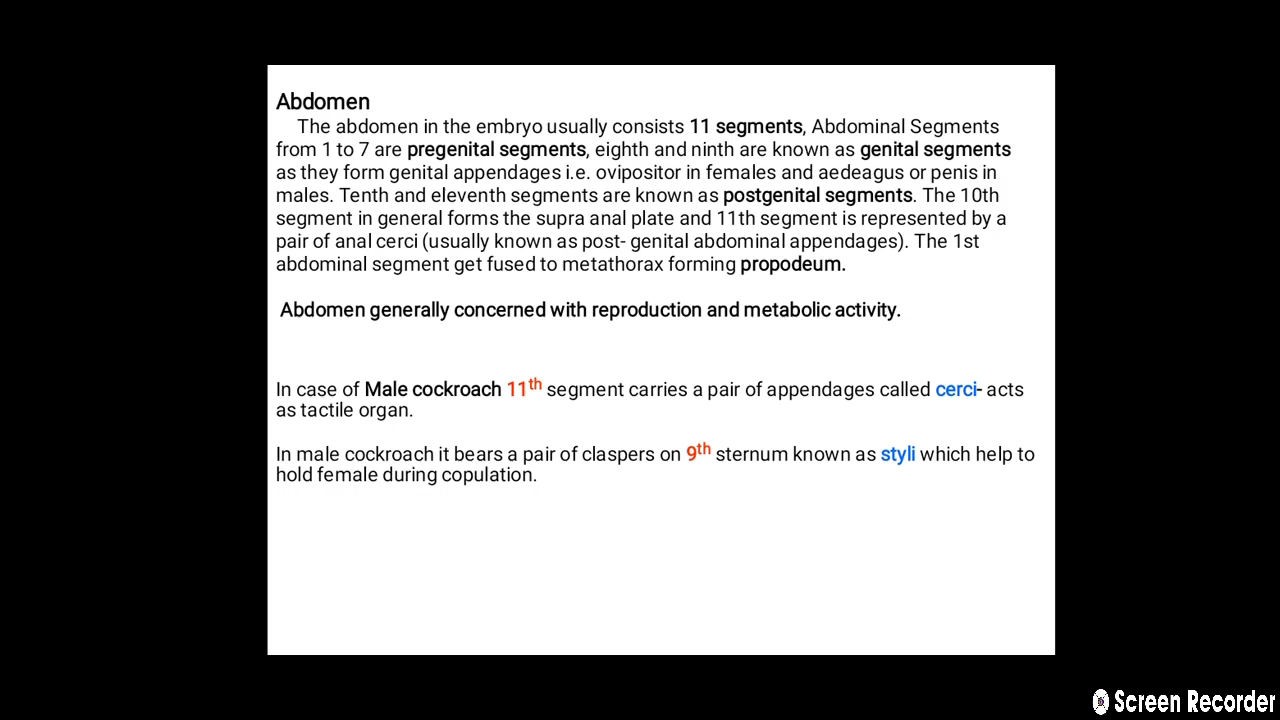 Abdomen
The abdomen in the embryo usually consists 11 segments, Abdominal Segments
from 1 to 7 are pregenital segments, eighth and ninth are known as genital segments
as they form genital appendages i.e. ovipositor in females and aedeagus or penis in
males. Tenth and eleventh segments are known as postgenital segments. The 10th
segment in general forms the supra anal plate and 11th segment is represented by a
pair of anal cerci (usually known as post- genital abdominal appendages). The 1st
abdominal segment get fused to metathorax forming propodeum.
Abdomen generally concerned with reproduction and metabolic activity.
In case of Male cockroach 11th segment carries a pair of appendages called cerci- acts
as tactile organ.
In male cockroach it bears a pair of claspers on 9th sternum known as styli which help to
hold female during copulation.
Screen Recorder